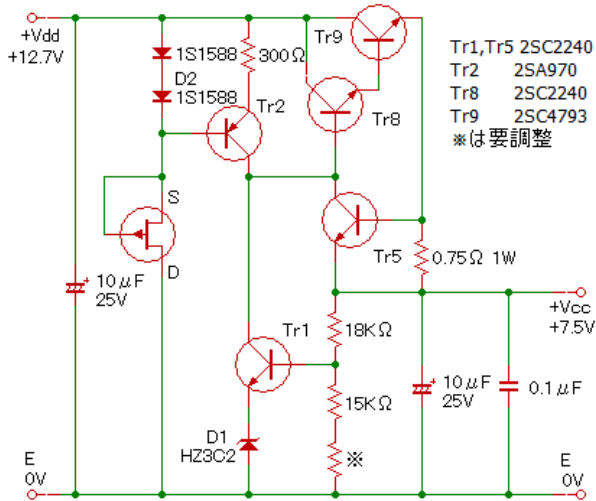 +Vdd
+12.7V
1S1588
D2
1S1588
300Ω
Tr9
Tr2
Tr8
Tr1,Tr5 2SC2240
Tr2 2SA970
Tr8 2SC2240
Tr9 2SC4793
※は要調整
S
D
10μF
25V
+
Tr5
0.75Ω 1W
+Vcc
+7.5V
Tr1
18KΩ
15KΩ
※
+
10μF
25V
0.1μF
D1
HZ3C2
E
0V
E
0V